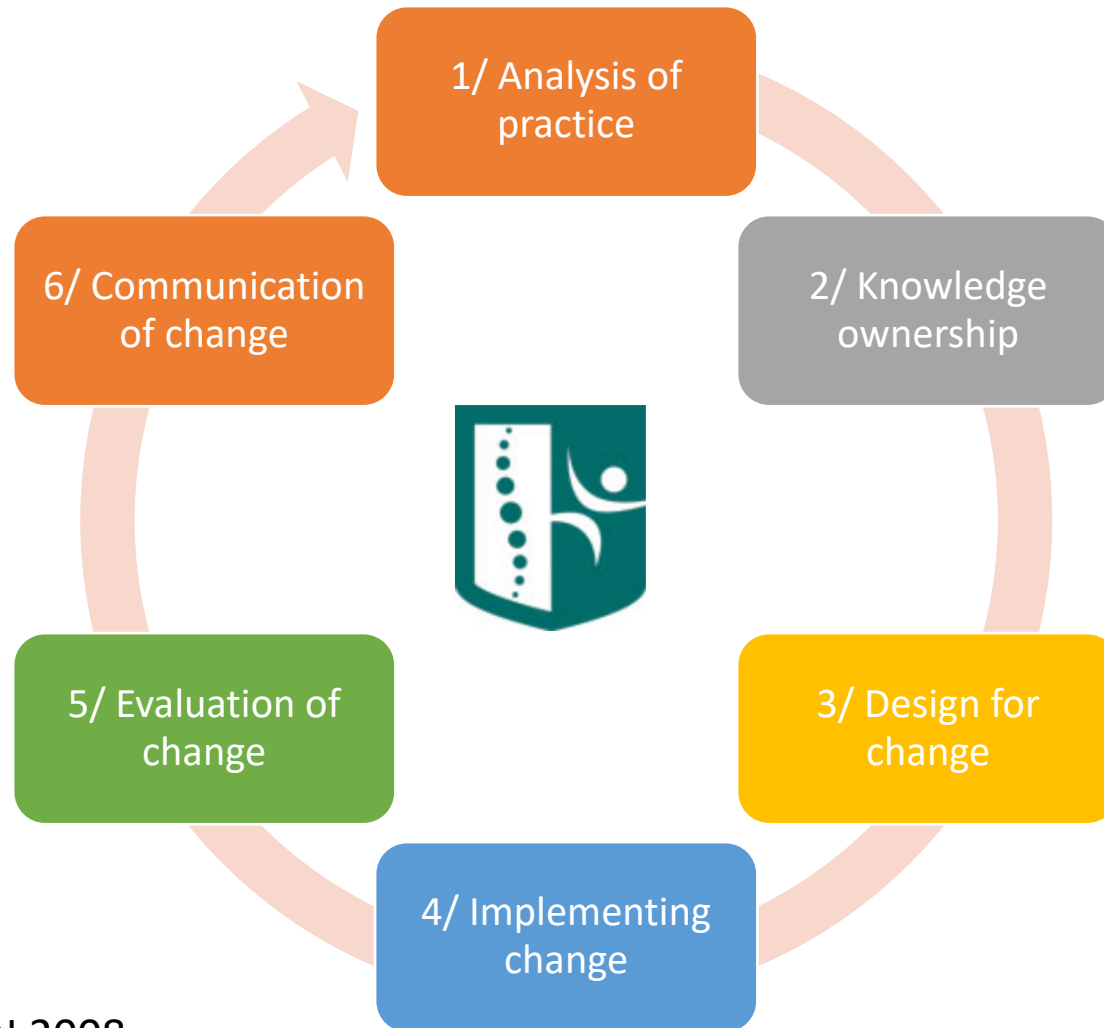 1/ Analysis of
practice
6/ Communication
of change
2/ Knowledge
ownership
5/ Evaluation of
change
3/ Design for
change
4/ Implementing
change
2008